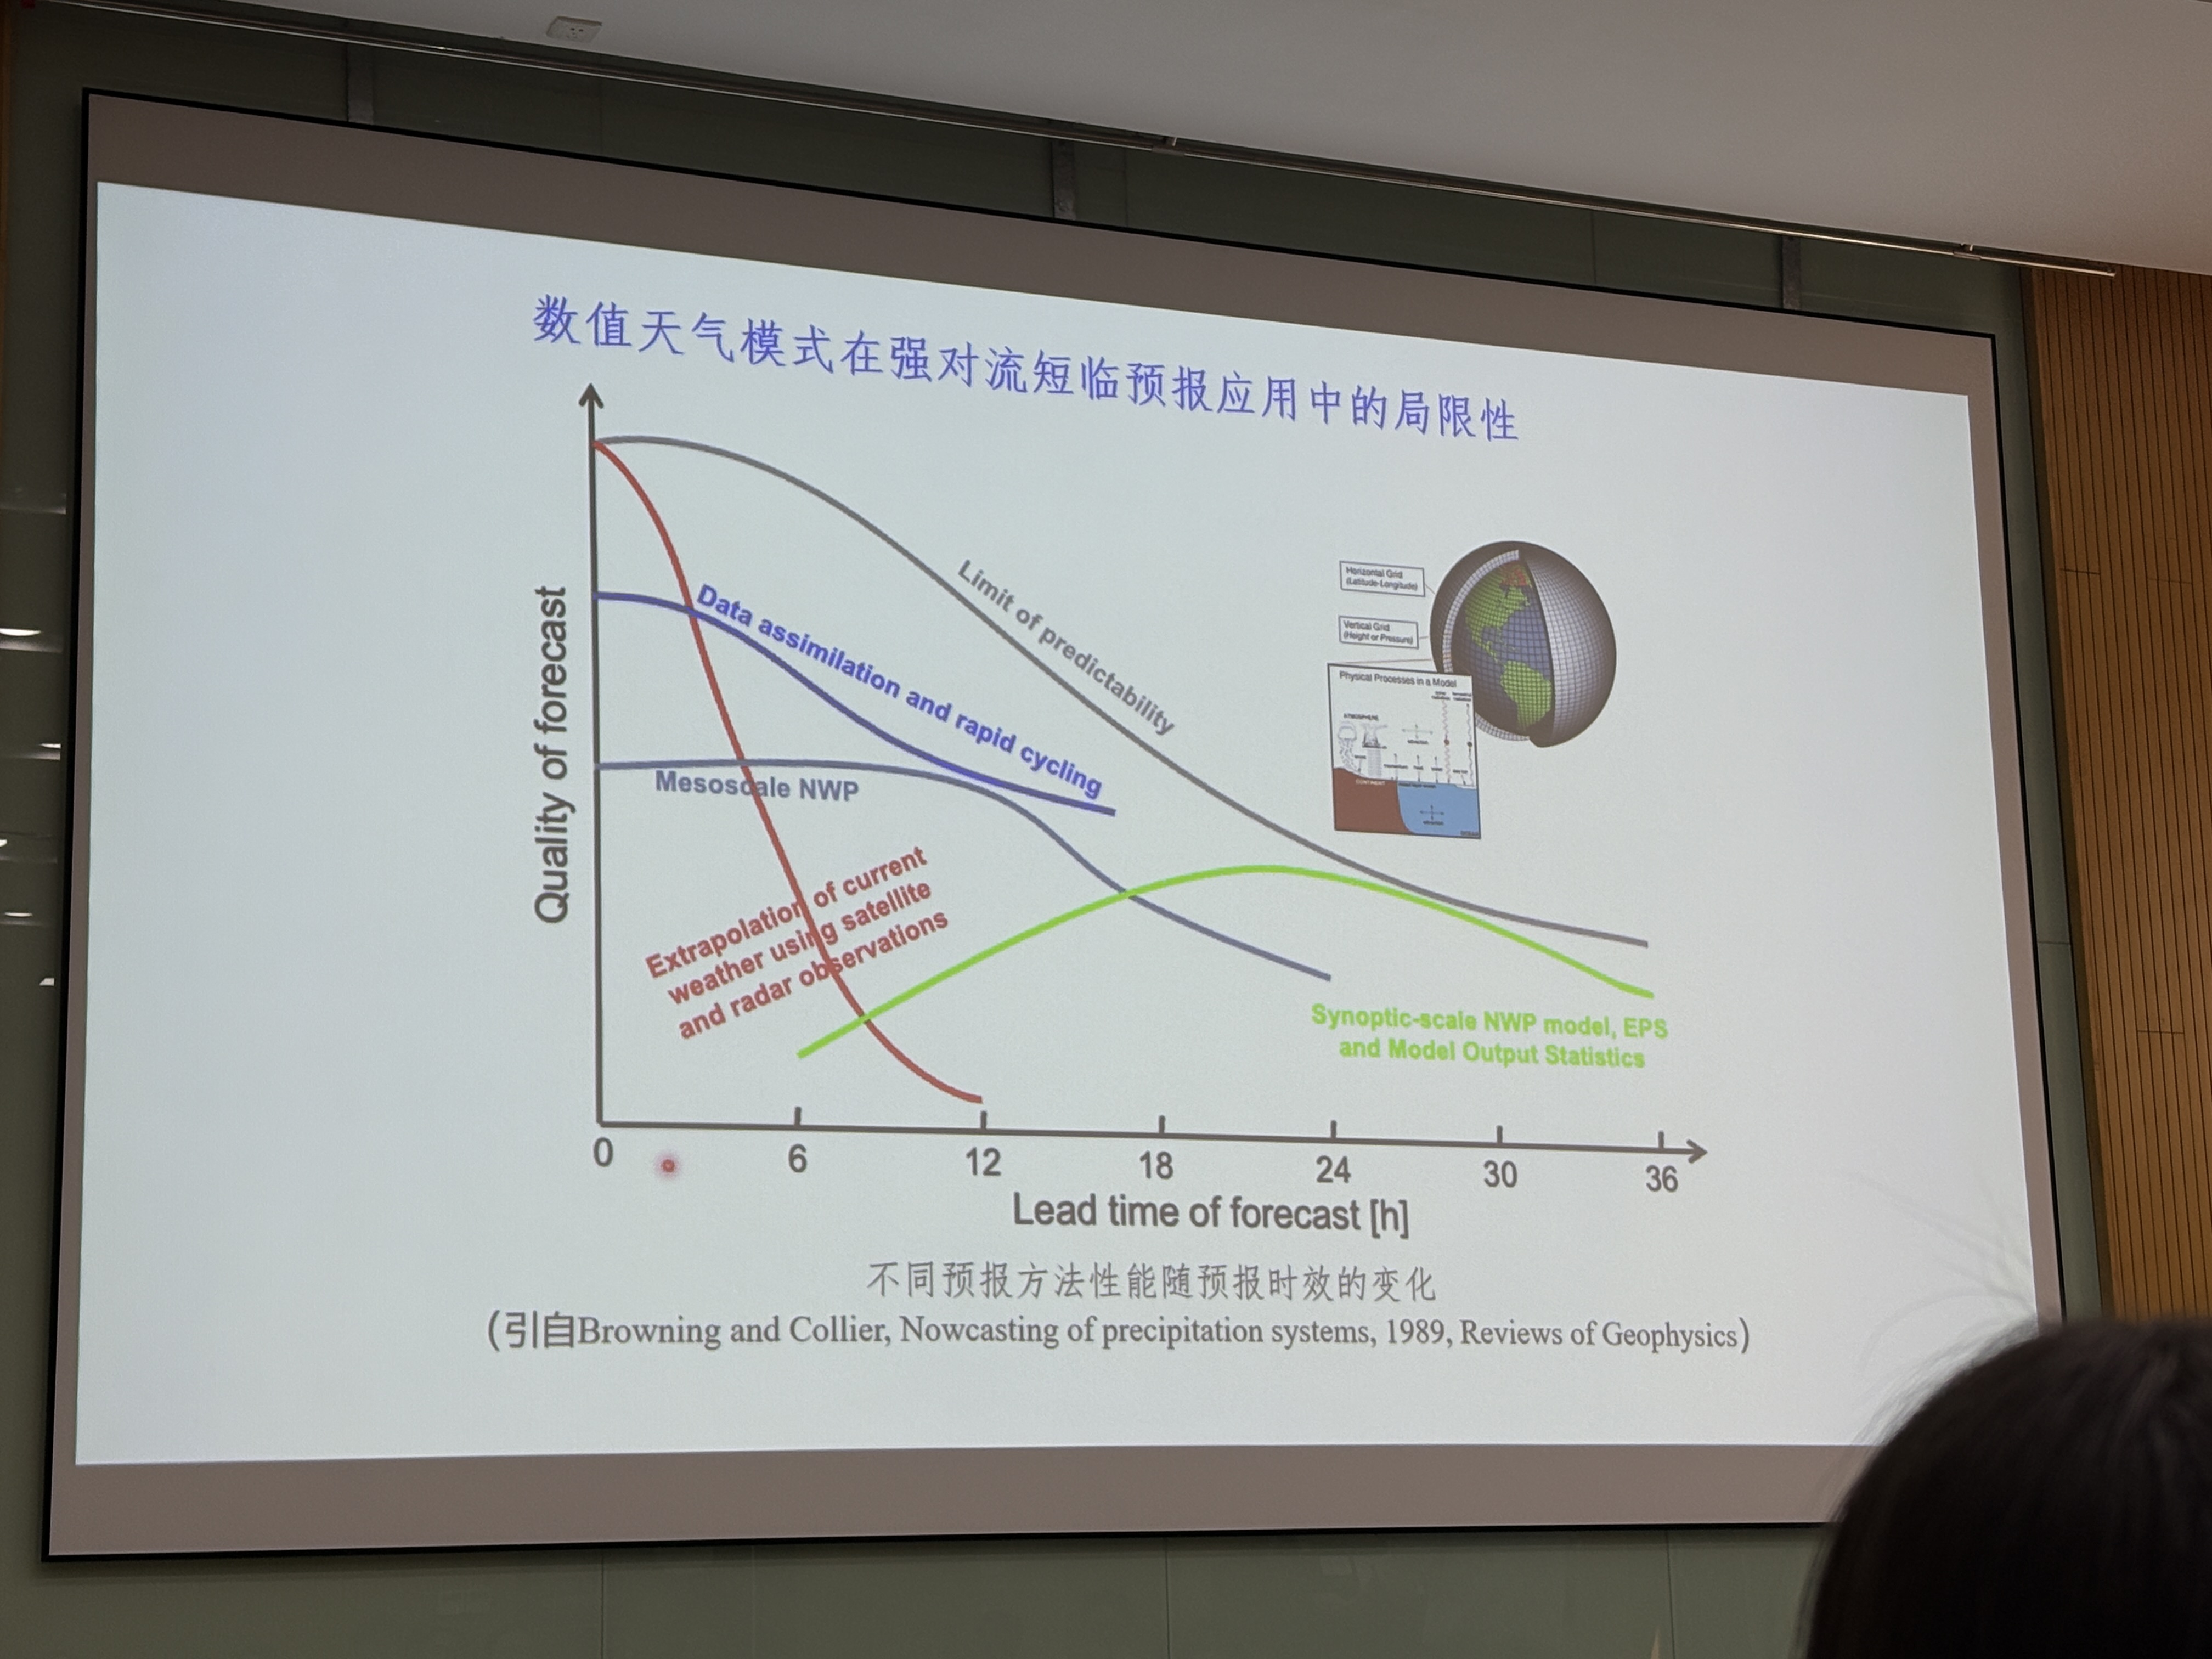 数值天气模式在强对流短临预报应用中的局限性
Quality of forecast
Limit of predictability
Data assimilation and rapid cycling
Mesoscale NWP
Extrapolation of current
weather using satellite
and radar observations
Horizontal Grid
(Latitude-Longitude)
Vertical Grid
(Height or Pressure)
Physical Processes in a Model
ATMOSPHERE
CONTINENT
Synoptic-scale NWP model, EPS
and Model Output Statistics
0 6 12 18 24 30 36
Lead time of forecast [h]
不同预报方法性能随预报时效的变化
(引自Browning and Collier, Nowcasting of precipitation systems, 1989, Reviews of Geophysics)